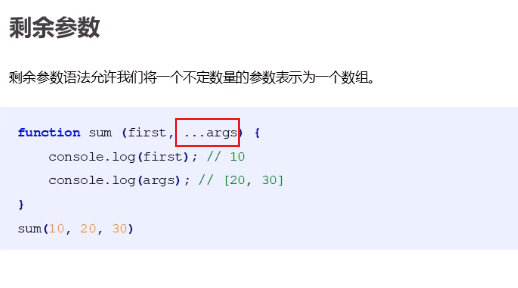 剩余参数
剩余参数语法允许我们将一个不定数量的参数表示为一个数组。
function sum (first, ...args) {
    console.log(first); // 10
    console.log(args); // [20, 30]
}
sum(10, 20, 30)